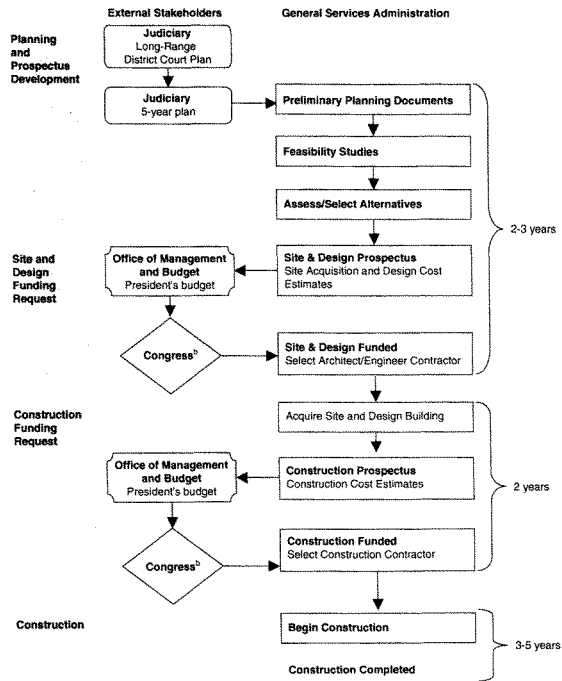 External Stakeholders
General Services Administration
Planning
and
Prospectus
Development
Judiciary
Long-Range
District Court Plan
Judiciary
5-year plan
Preliminary Planning Documents
Feasibility Studies
Assess/Select Alternatives
2-3 years
Site and
Design
Funding
Request
Office of Management
and Budget
President's budget
Site & Design Prospectus
Site Acquisition and Design Cost
Estimates
Congressᵇ
Site & Design Funded
Select Architect/Engineer Contractor
Construction
Funding
Request
Acquire Site and Design Building
Office of Management
and Budget
President's budget
Construction Prospectus
Construction Cost Estimates
2 years
Congressᵇ
Construction Funded
Select Construction Contractor
Construction
Begin Construction
3-5 years
Construction Completed